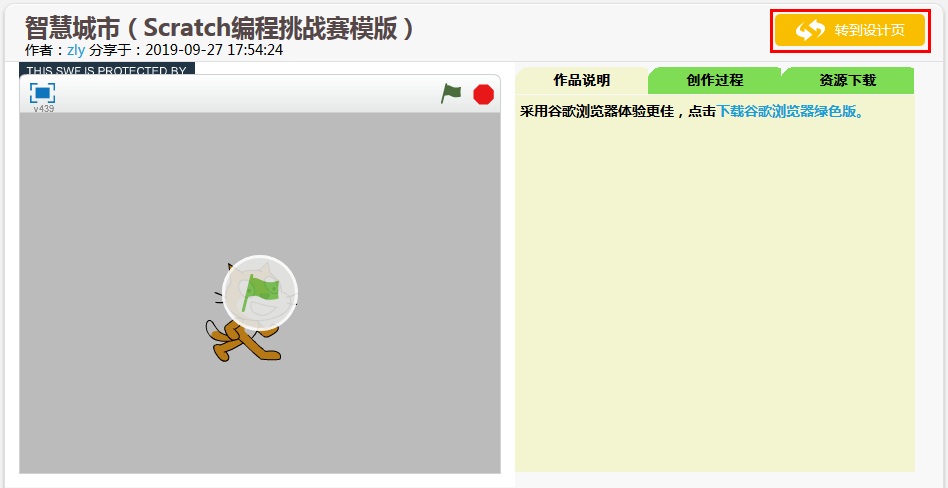 智慧城市（Scratch编程挑战赛模版）
作者：zly 分享于：2019-09-27 17:54:24
转到设计页
THIS SWF IS PROTECTED BY
v439
作品说明 创作过程 资源下载
采用谷歌浏览器体验更佳，点击下载谷歌浏览器绿色版。